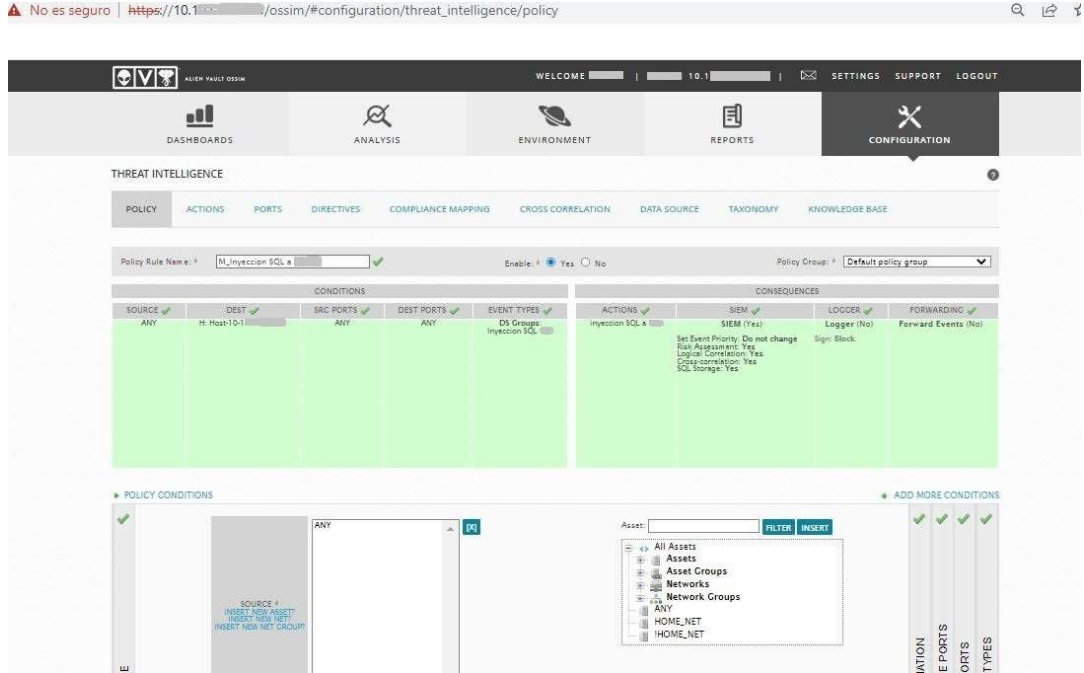 No es seguro | https://10.1 /ossim/#configuration/threat_intelligence/policy
ALIEN VAULT OSSIM
WELCOME | 10.1 | SETTINGS SUPPORT LOGOUT
DASHBOARDS ANALYSIS ENVIRONMENT REPORTS CONFIGURATION
THREAT INTELLIGENCE
POLICY ACTIONS PORTS DIRECTIVES COMPLIANCE MAPPING CROSS CORRELATION DATA SOURCE TAXONOMY KNOWLEDGE BASE
Policy Rule Name: * M_Inyeccion SQL a Enable: * Yes No Policy Group: * Default policy group
CONDITIONS CONSEQUENCES
SOURCE DEST SRC PORTS DEST PORTS EVENT TYPES ACTIONS SIEM LOGGER FORWARDING
ANY H: Host-10-1 ANY ANY DS Groups: inyeccion SQL a SIEM (Yes) Logger (No) Forward Events (No)
Inyeccion SQL
Set Event Priority: Do not change Sign: Block
Risk Assessment: Yes
Logical Correlation: Yes
Cross-correlation: Yes
SQL Storage: Yes
POLICY CONDITIONS ADD MORE CONDITIONS
ANY [X] Asset: FILTER INSERT
All Assets
Assets
Asset Groups
Networks
Network Groups
ANY
HOME_NET
!HOME_NET
SOURCE *
INSERT NEW ASSET?
INSERT NEW NET?
INSERT NEW NET GROUP?